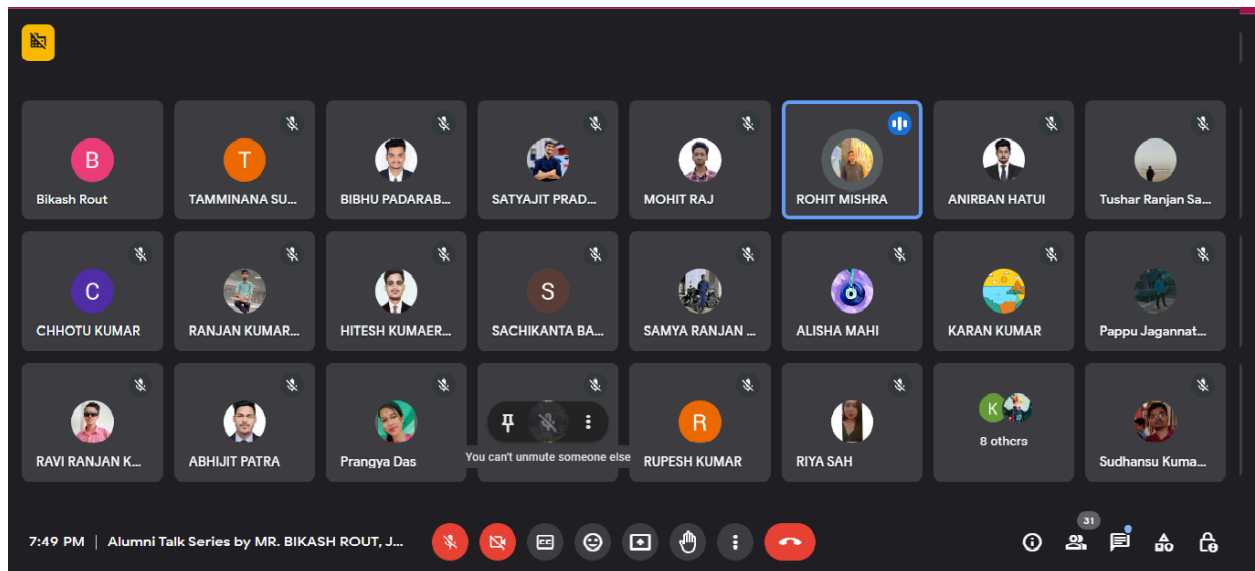 B
T
Bikash Rout
TAMMINANA SU...
BIBHU PADARAB...
SATYAJIT PRAD...
MOHIT RAJ
ROHIT MISHRA
ANIRBAN HATUI
Tushar Ranjan Sa...
C
S
CHHOTU KUMAR
RANJAN KUMAR...
HITESH KUMAER...
SACHIKANTA BA...
SAMYA RANJAN ...
ALISHA MAHI
KARAN KUMAR
Pappu Jagannat...
R
K
8 others
RAVI RANJAN K...
ABHIJIT PATRA
Prangya Das
You can't unmute someone else
RUPESH KUMAR
RIYA SAH
Sudhansu Kuma...
7:49 PM | Alumni Talk Series by MR. BIKASH ROUT, J...
CC
31